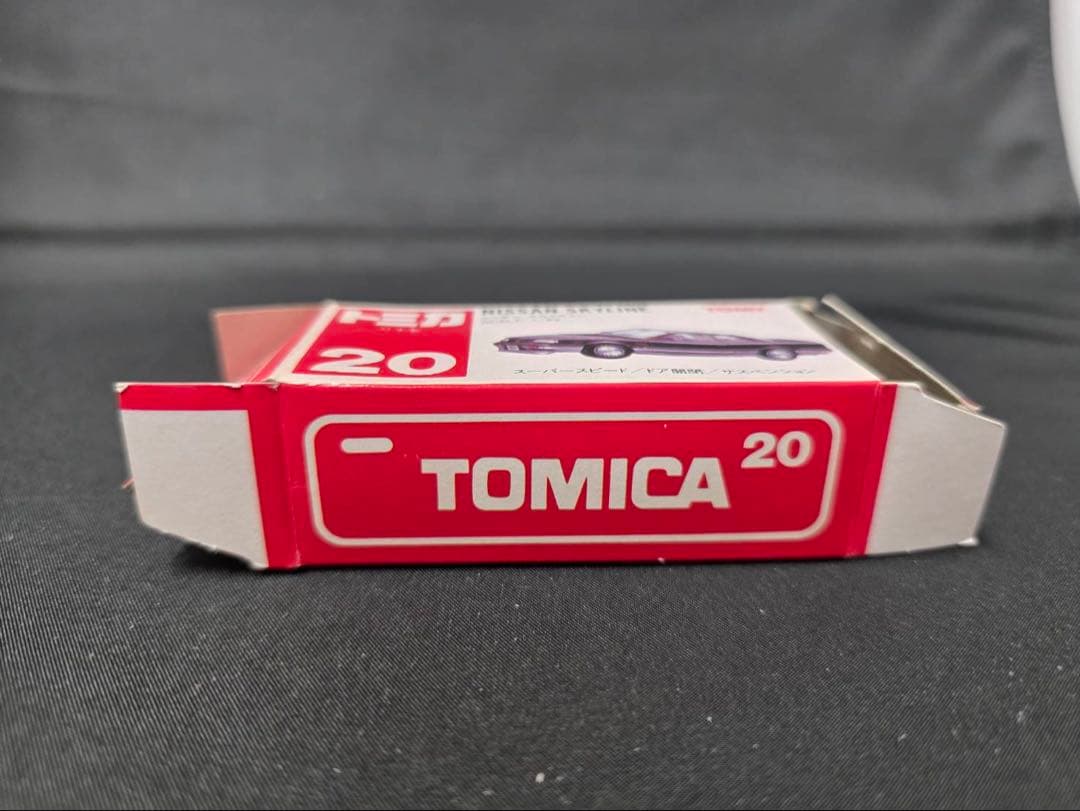 トミカ
20
NISSAN SKYLINE
TOMY
スーパースピード/ドア開閉/サスペンション
TOMICA 20